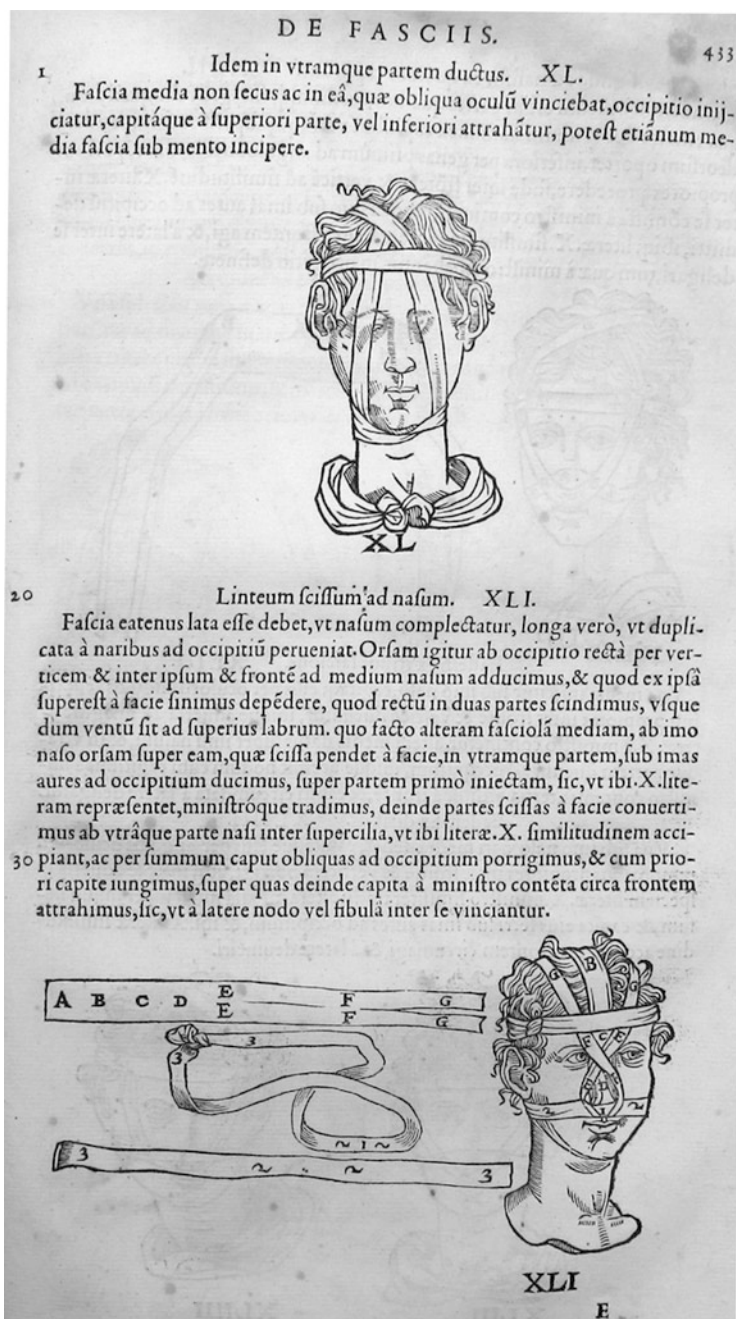 DE FASCIIS.
433
1 Idem in vtramque partem ductus. XL.
Faſcia media non ſecus ac in eâ,quæ obliqua oculũ vinciebat,occipitio inij-
ciatur,capitáque à ſuperiori parte, vel inferiori attrahãtur, poteſt etiãnum me-
dia faſcia ſub mento incipere.
XL
20 Linteum ſciſſum ad naſum. XLI.
Faſcia eatenus lata eſſe debet,vt naſum complectatur, longa verò, vt dupli-
cata à naribus ad occipitiũ perueniat.Orſam igitur ab occipitio rectà per ver-
ticem & inter ipſum & frontẽ ad medium naſum adducimus,& quod ex ipſâ
ſupereſt à facie ſinimus depẽdere, quod rectũ in duas partes ſcindimus, vſque
dum ventũ ſit ad ſuperius labrum. quo facto alteram faſciolã mediam, ab imo
naſo orſam ſuper eam,quæ ſciſſa pendet à facie,in vtramque partem,ſub imas
aures ad occipitium ducimus, ſuper partem primò iniectam, ſic,vt ibi.X.lite-
ram repræſentet,miniſtróque tradimus, deinde partes ſciſſas à facie conuerti-
mus ab vtrâque parte naſi inter ſupercilia,vt ibi literæ.X. ſimilitudinem acci-
30 piant,ac per ſummum caput obliquas ad occipitium porrigimus,& cum prio-
ri capite iungimus,ſuper quas deinde capita à miniſtro contẽta circa frontem
attrahimus,ſic,vt à latere nodo vel fibulâ inter ſe vinciantur.
A B C D E F G
E F G
3 3
2 1 2
3 2 2 3
G B G
F C E
D
2 1 2
XLI
E